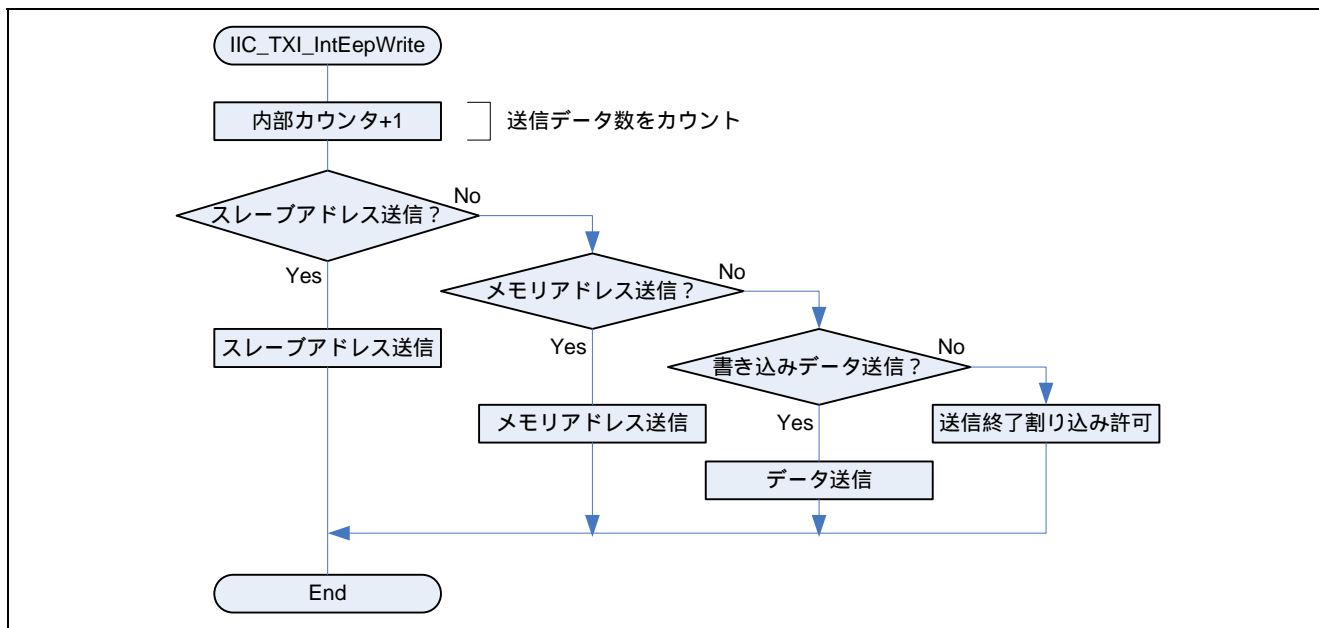 IIC_TXI_IntEepWrite
内部カウンタ+1
送信データ数をカウント
スレーブアドレス送信？
No
Yes
メモリアドレス送信？
No
スレーブアドレス送信
Yes
書き込みデータ送信？
No
メモリアドレス送信
Yes
送信終了割り込み許可
データ送信
End